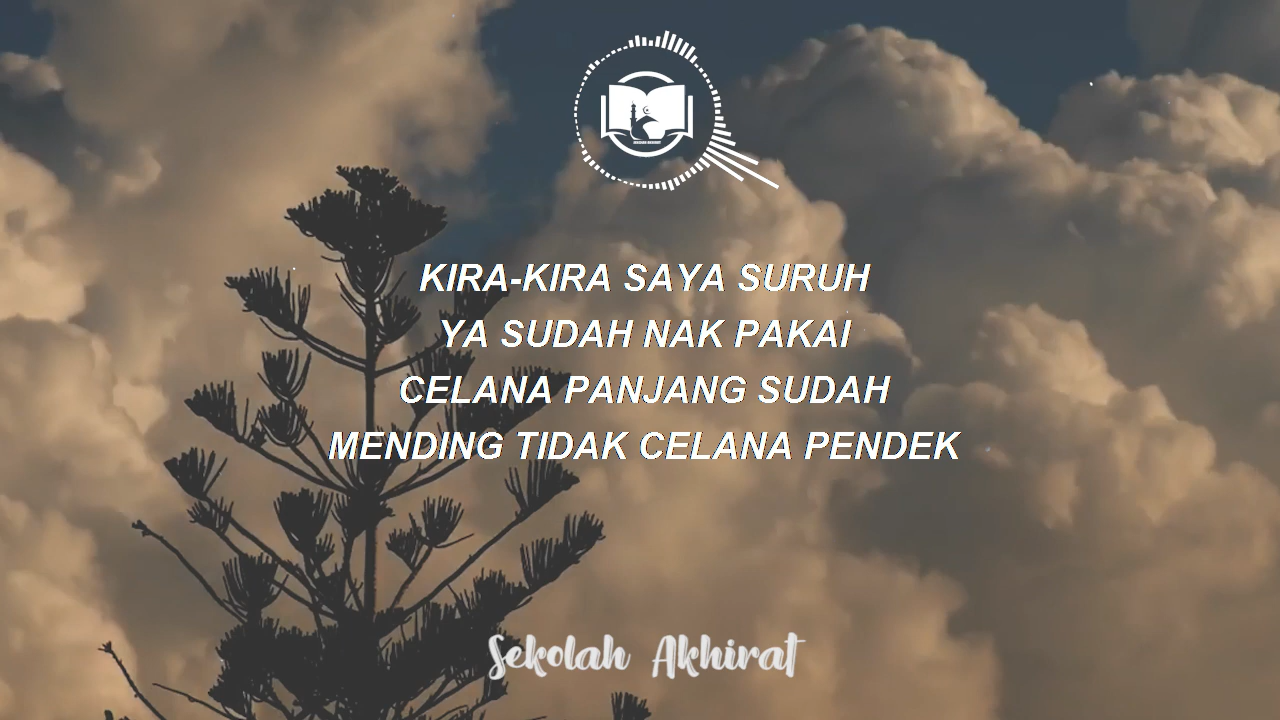 KIRA-KIRA SAYA SURUH
YA SUDAH NAK PAKAI
CELANA PANJANG SUDAH
MENDING TIDAK CELANA PENDEK
Sekolah Akhirat